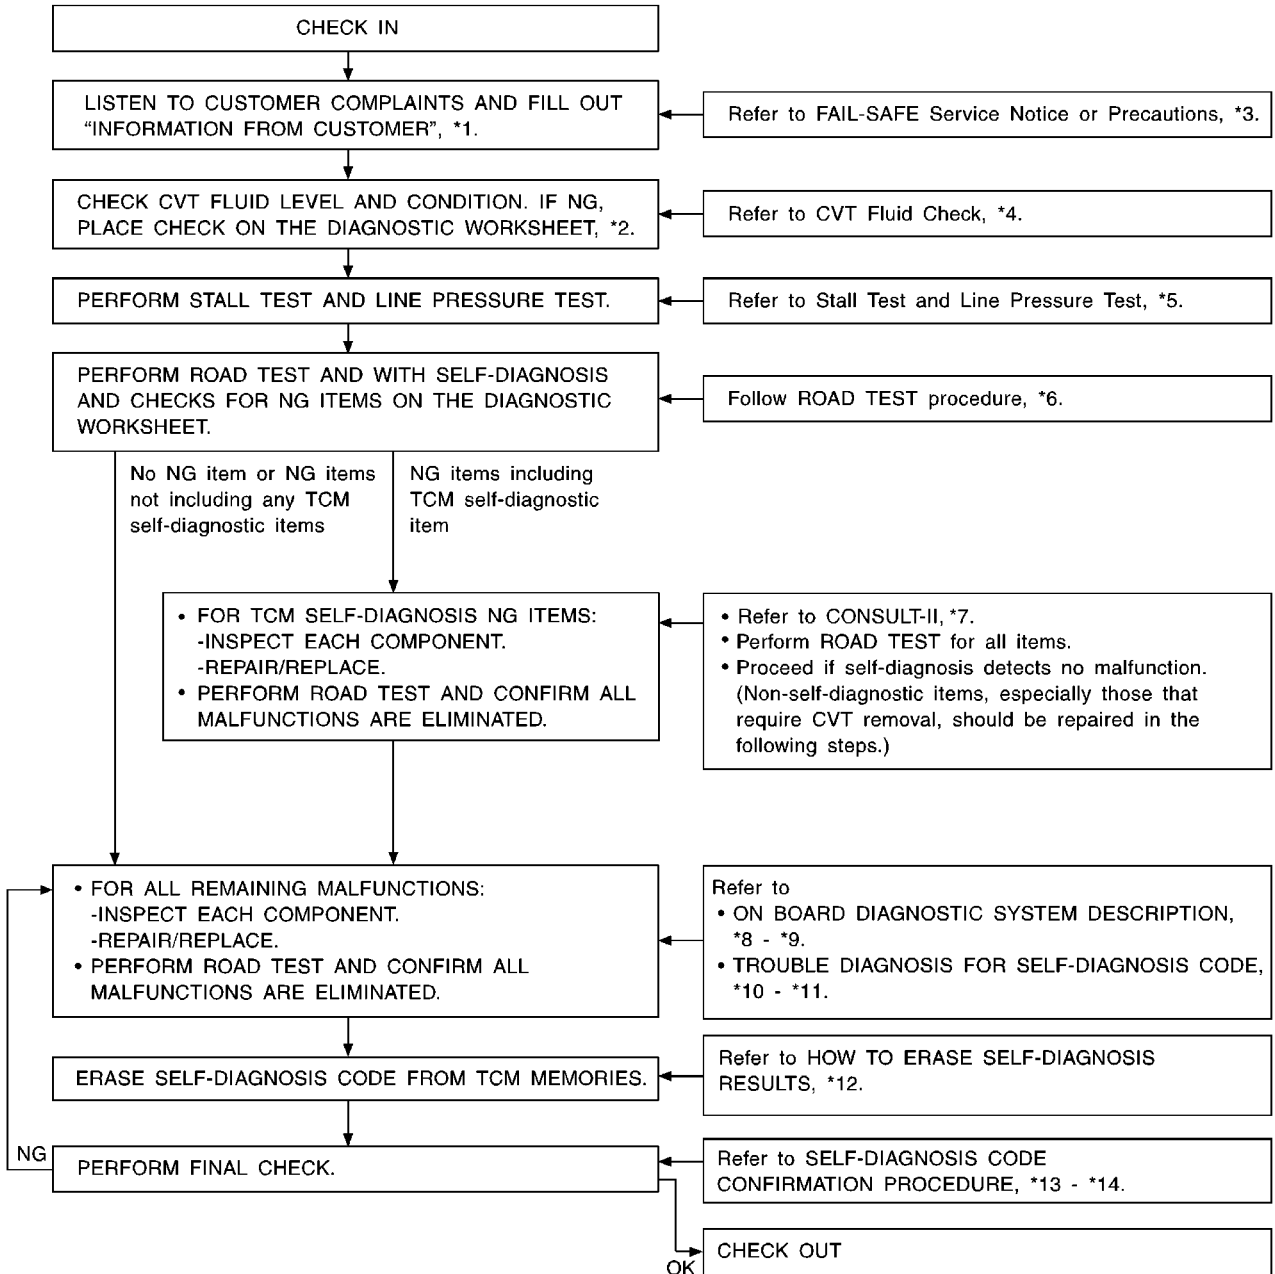 CHECK IN
LISTEN TO CUSTOMER COMPLAINTS AND FILL OUT
“INFORMATION FROM CUSTOMER”, *1.
Refer to FAIL-SAFE Service Notice or Precautions, *3.
CHECK CVT FLUID LEVEL AND CONDITION. IF NG,
PLACE CHECK ON THE DIAGNOSTIC WORKSHEET, *2.
Refer to CVT Fluid Check, *4.
PERFORM STALL TEST AND LINE PRESSURE TEST.
Refer to Stall Test and Line Pressure Test, *5.
PERFORM ROAD TEST AND WITH SELF-DIAGNOSIS
AND CHECKS FOR NG ITEMS ON THE DIAGNOSTIC
WORKSHEET.
Follow ROAD TEST procedure, *6.
No NG item or NG items
not including any TCM
self-diagnostic items
NG items including
TCM self-diagnostic
item
• FOR TCM SELF-DIAGNOSIS NG ITEMS:
-INSPECT EACH COMPONENT.
-REPAIR/REPLACE.
• PERFORM ROAD TEST AND CONFIRM ALL
MALFUNCTIONS ARE ELIMINATED.
• Refer to CONSULT-II, *7.
• Perform ROAD TEST for all items.
• Proceed if self-diagnosis detects no malfunction.
(Non-self-diagnostic items, especially those that
require CVT removal, should be repaired in the
following steps.)
• FOR ALL REMAINING MALFUNCTIONS:
-INSPECT EACH COMPONENT.
-REPAIR/REPLACE.
• PERFORM ROAD TEST AND CONFIRM ALL
MALFUNCTIONS ARE ELIMINATED.
Refer to
• ON BOARD DIAGNOSTIC SYSTEM DESCRIPTION,
*8 - *9.
• TROUBLE DIAGNOSIS FOR SELF-DIAGNOSIS CODE,
*10 - *11.
ERASE SELF-DIAGNOSIS CODE FROM TCM MEMORIES.
Refer to HOW TO ERASE SELF-DIAGNOSIS
RESULTS, *12.
NG
PERFORM FINAL CHECK.
Refer to SELF-DIAGNOSIS CODE
CONFIRMATION PROCEDURE, *13 - *14.
OK
CHECK OUT